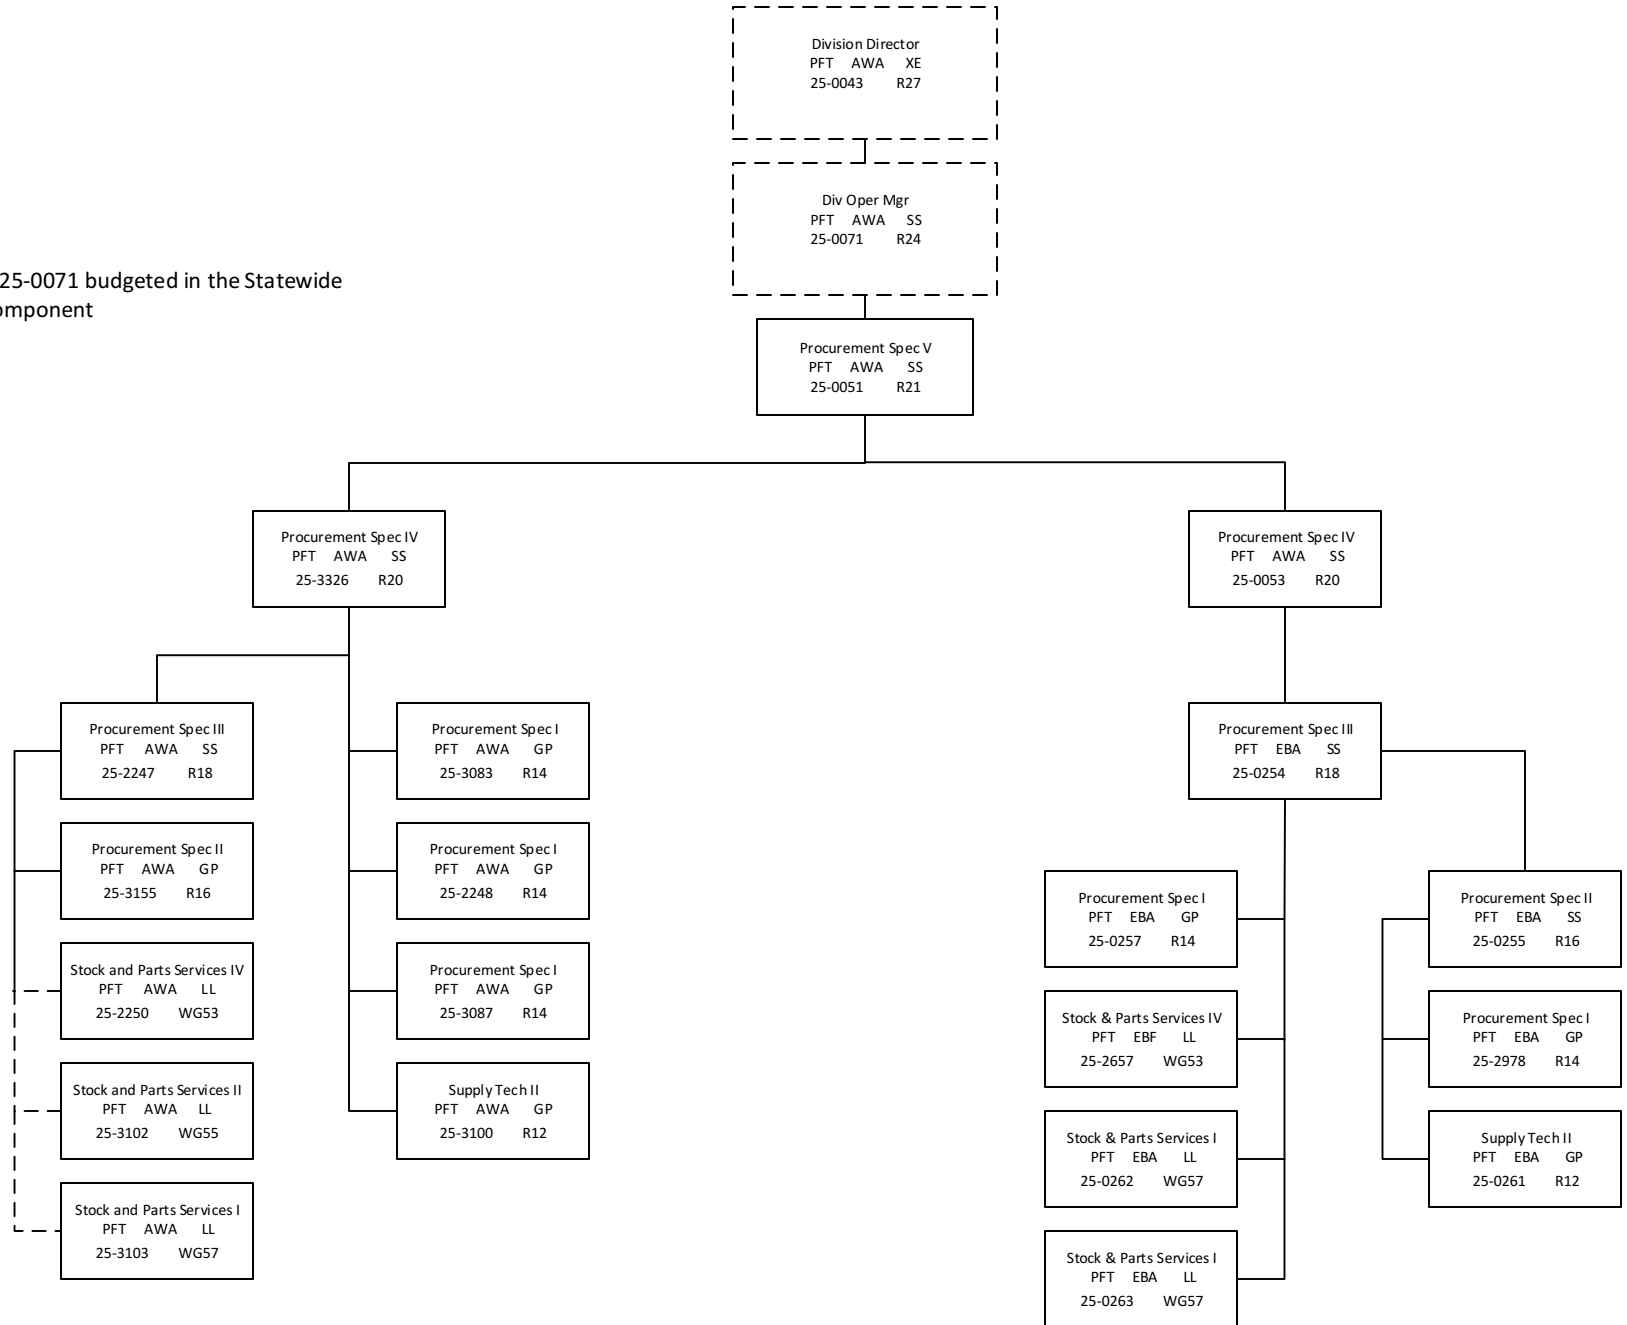 Division Director
PFT AWA XE
25-0043 R27
Div Oper Mgr
PFT AWA SS
25-0071 R24
25-0071 budgeted in the Statewide
omponent
Procurement Spec V
PFT AWA SS
25-0051 R21
Procurement Spec IV
PFT AWA SS
25-3326 R20
Procurement Spec IV
PFT AWA SS
25-0053 R20
Procurement Spec III
PFT AWA SS
25-2247 R18
Procurement Spec II
PFT AWA GP
25-3155 R16
Stock and Parts Services IV
PFT AWA LL
25-2250 WG53
Stock and Parts Services II
PFT AWA LL
25-3102 WG55
Stock and Parts Services I
PFT AWA LL
25-3103 WG57
Procurement Spec I
PFT AWA GP
25-3083 R14
Procurement Spec I
PFT AWA GP
25-2248 R14
Procurement Spec I
PFT AWA GP
25-3087 R14
Supply Tech II
PFT AWA GP
25-3100 R12
Procurement Spec III
PFT EBA SS
25-0254 R18
Procurement Spec I
PFT EBA GP
25-0257 R14
Stock & Parts Services IV
PFT EBF LL
25-2657 WG53
Stock & Parts Services I
PFT EBA LL
25-0262 WG57
Stock & Parts Services I
PFT EBA LL
25-0263 WG57
Procurement Spec II
PFT EBA SS
25-0255 R16
Procurement Spec I
PFT EBA GP
25-2978 R14
Supply Tech II
PFT EBA GP
25-0261 R12